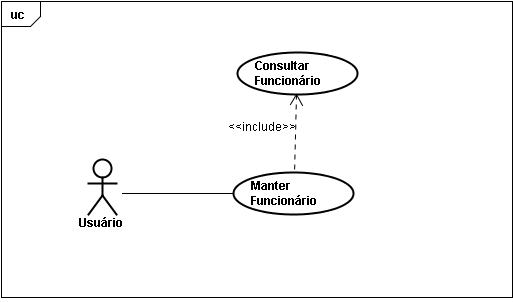 uc
Consultar
Funcionário
<<include>>
Manter
Funcionário
Usuário